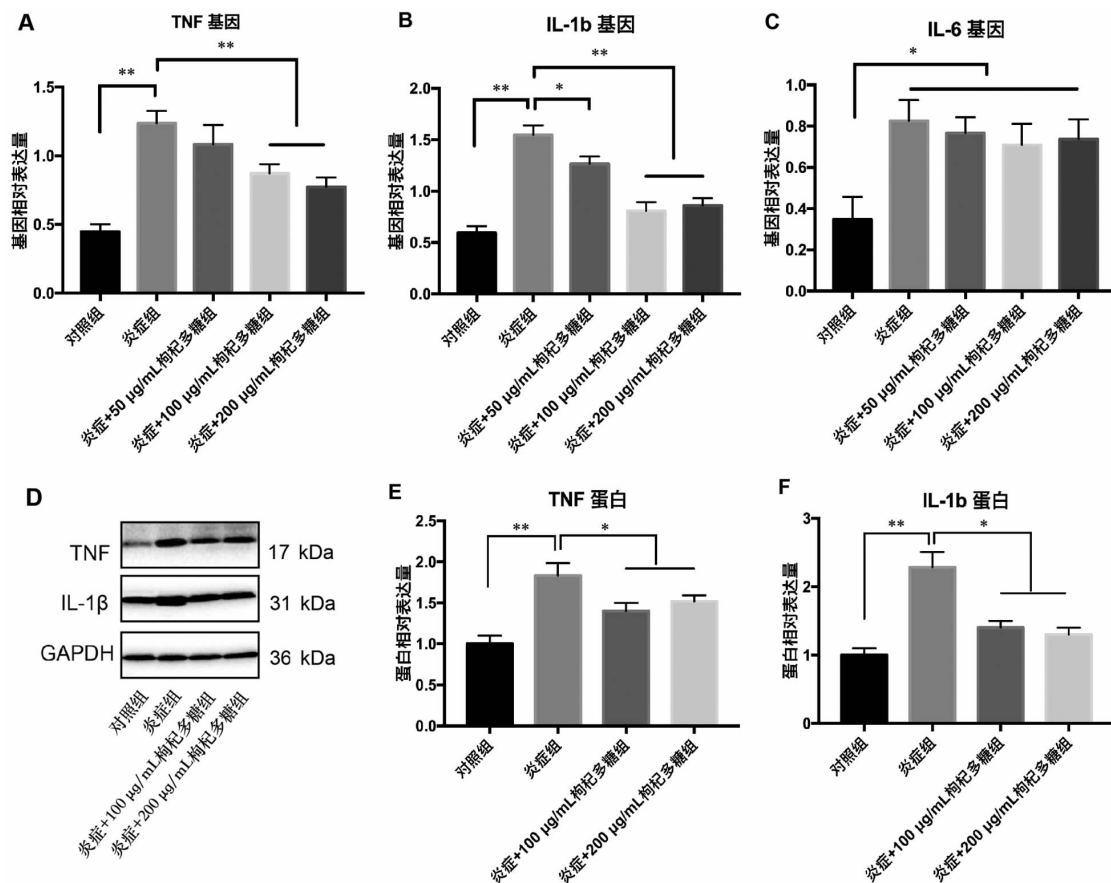 A
TNF 基因
**
**
基因相对表达量
1.5
1.0
0.5
0.0
对照组
炎症组
炎症+50 μg/mL枸杞多糖组
炎症+100 μg/mL枸杞多糖组
炎症+200 μg/mL枸杞多糖组
B
IL-1b 基因
**
**
*
基因相对表达量
2.0
1.5
1.0
0.5
0.0
对照组
炎症组
炎症+50 μg/mL枸杞多糖组
炎症+100 μg/mL枸杞多糖组
炎症+200 μg/mL枸杞多糖组
C
IL-6 基因
*
基因相对表达量
1.0
0.8
0.6
0.4
0.2
0.0
对照组
炎症组
炎症+50 μg/mL枸杞多糖组
炎症+100 μg/mL枸杞多糖组
炎症+200 μg/mL枸杞多糖组
D
TNF
17 kDa
IL-1β
31 kDa
GAPDH
36 kDa
对照组
炎症组
炎症+100 μg/mL枸杞多糖组
炎症+200 μg/mL枸杞多糖组
E
TNF 蛋白
**
*
蛋白相对表达量
2.5
2.0
1.5
1.0
0.5
0.0
对照组
炎症组
炎症+100 μg/mL枸杞多糖组
炎症+200 μg/mL枸杞多糖组
F
IL-1b 蛋白
**
*
蛋白相对表达量
3
2
1
0
对照组
炎症组
炎症+100 μg/mL枸杞多糖组
炎症+200 μg/mL枸杞多糖组